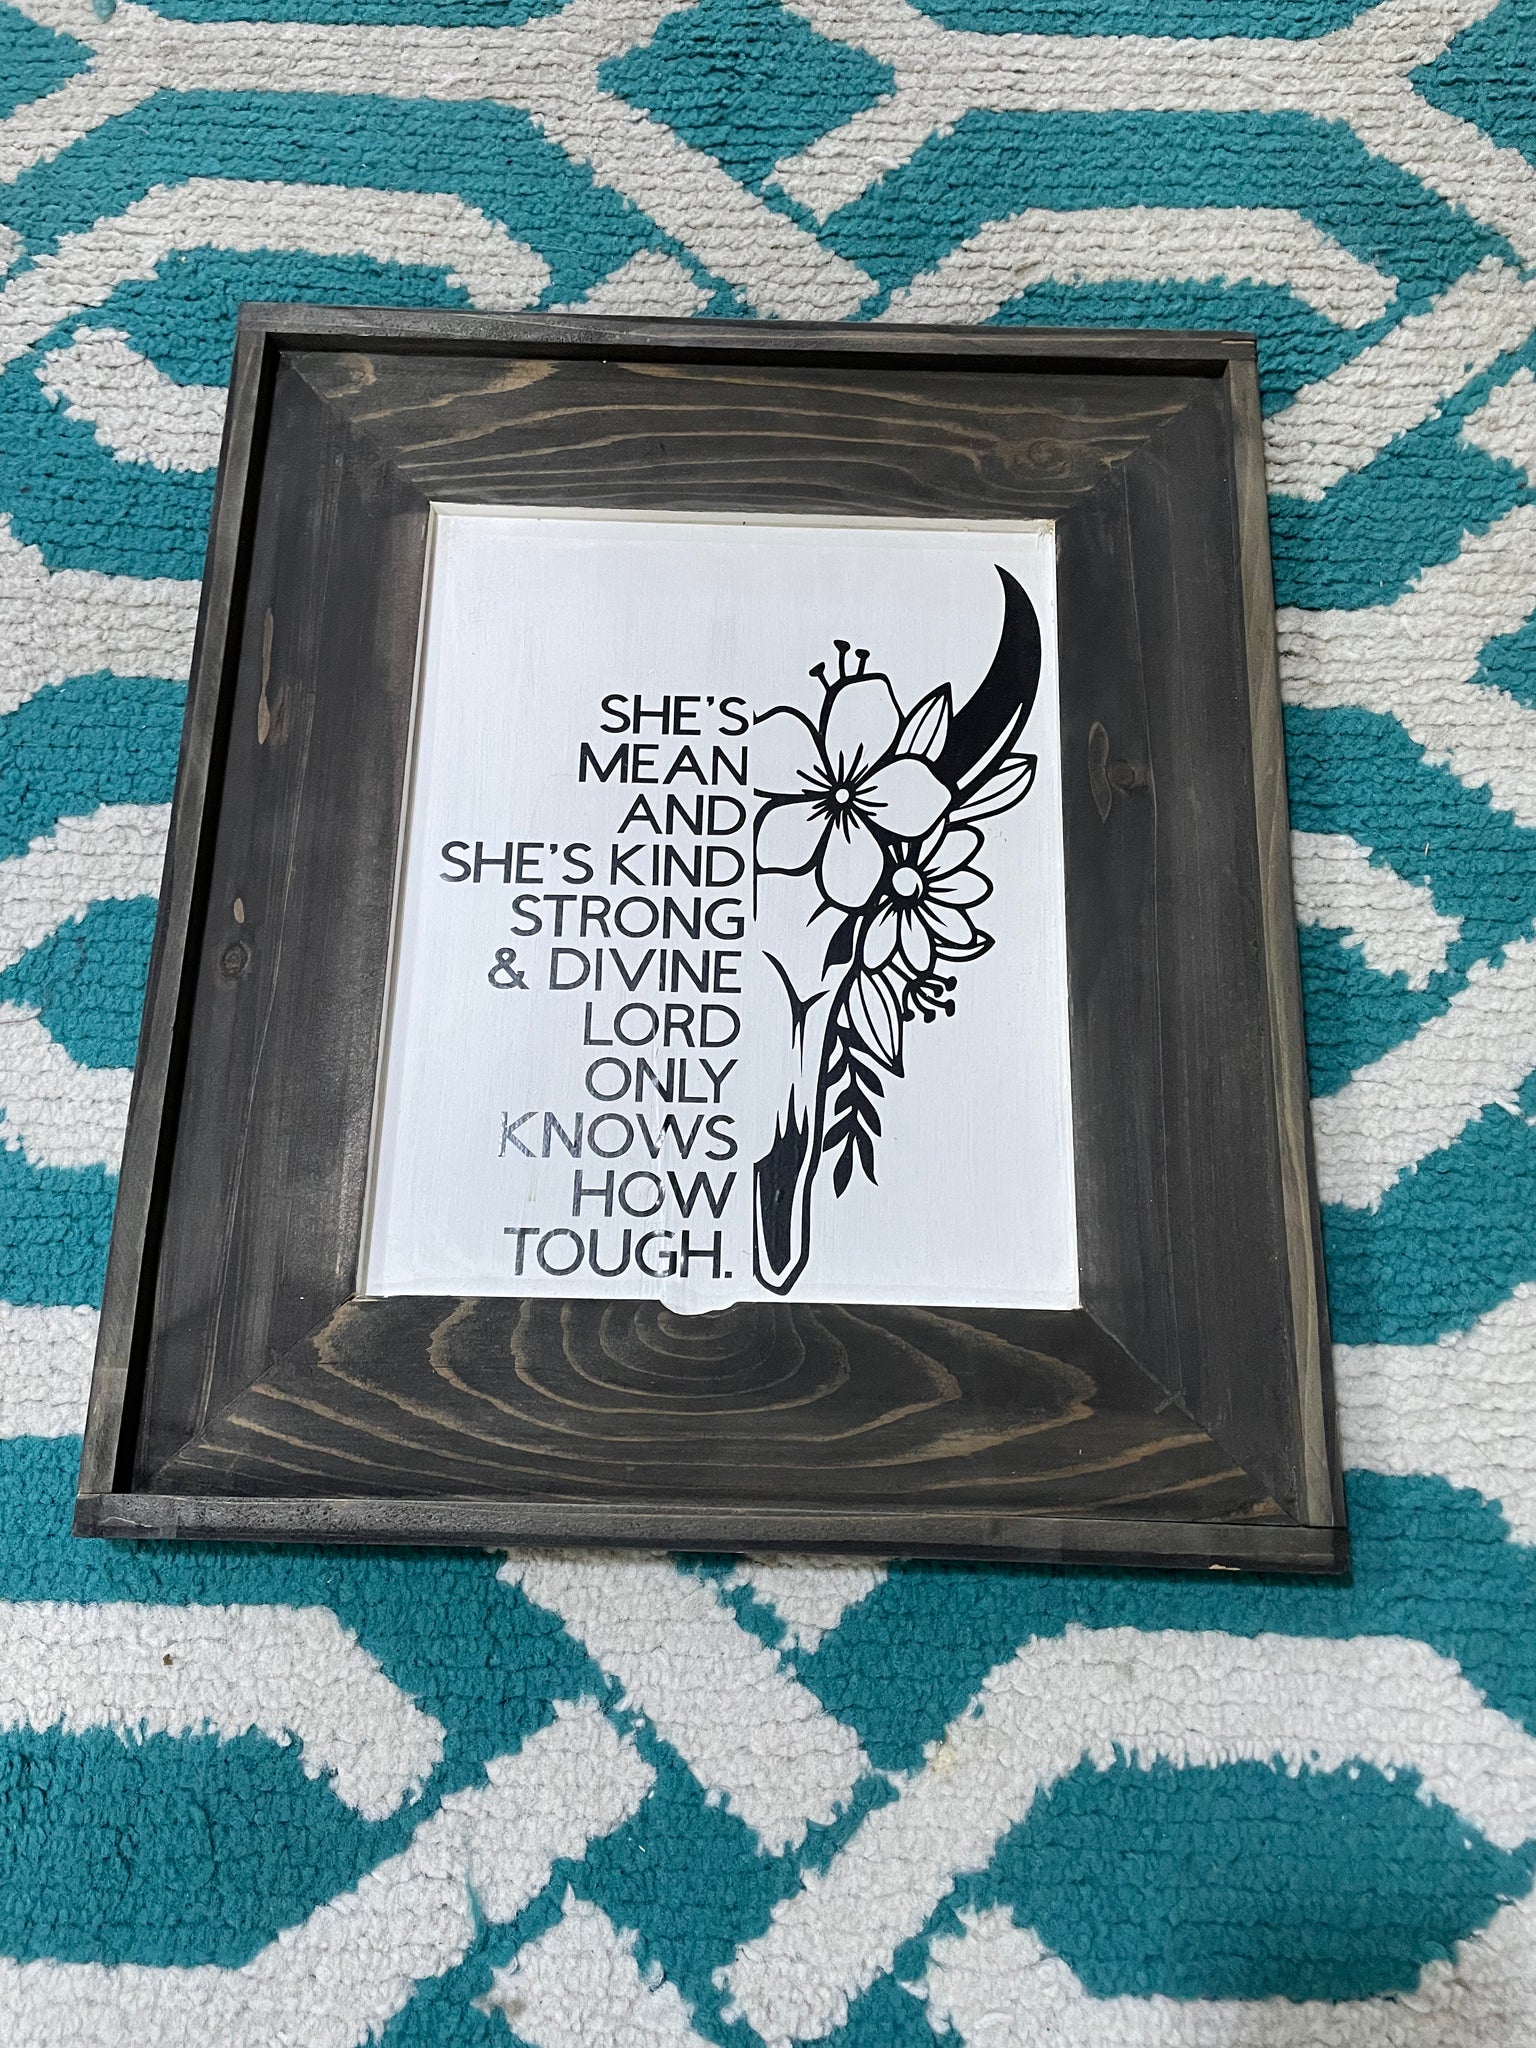 SHE'S
MEAN
AND
SHE'S KIND
STRONG
& DIVINE
LORD
ONLY
KNOWS
HOW
TOUGH.